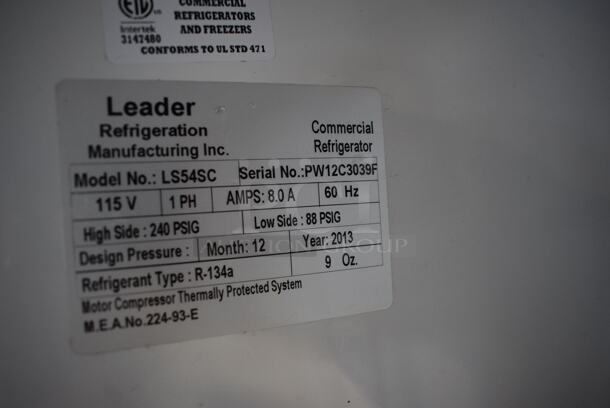 COMMERCIAL
REFRIGERATORS
AND FREEZERS
Intertek
3147480
CONFORMS TO UL STD 471
Leader
Refrigeration
Manufacturing Inc.
Commercial
Refrigerator
Model No.: LS54SC Serial No.:PW12C3039F
115 V 1 PH AMPS: 8.0 A 60 Hz
High Side : 240 PSIG Low Side : 88 PSIG
Design Pressure : Month: 12 Year: 2013
Refrigerant Type : R-134a 9 Oz.
Motor Compressor Thermally Protected System
M.E.A.No.224-93-E